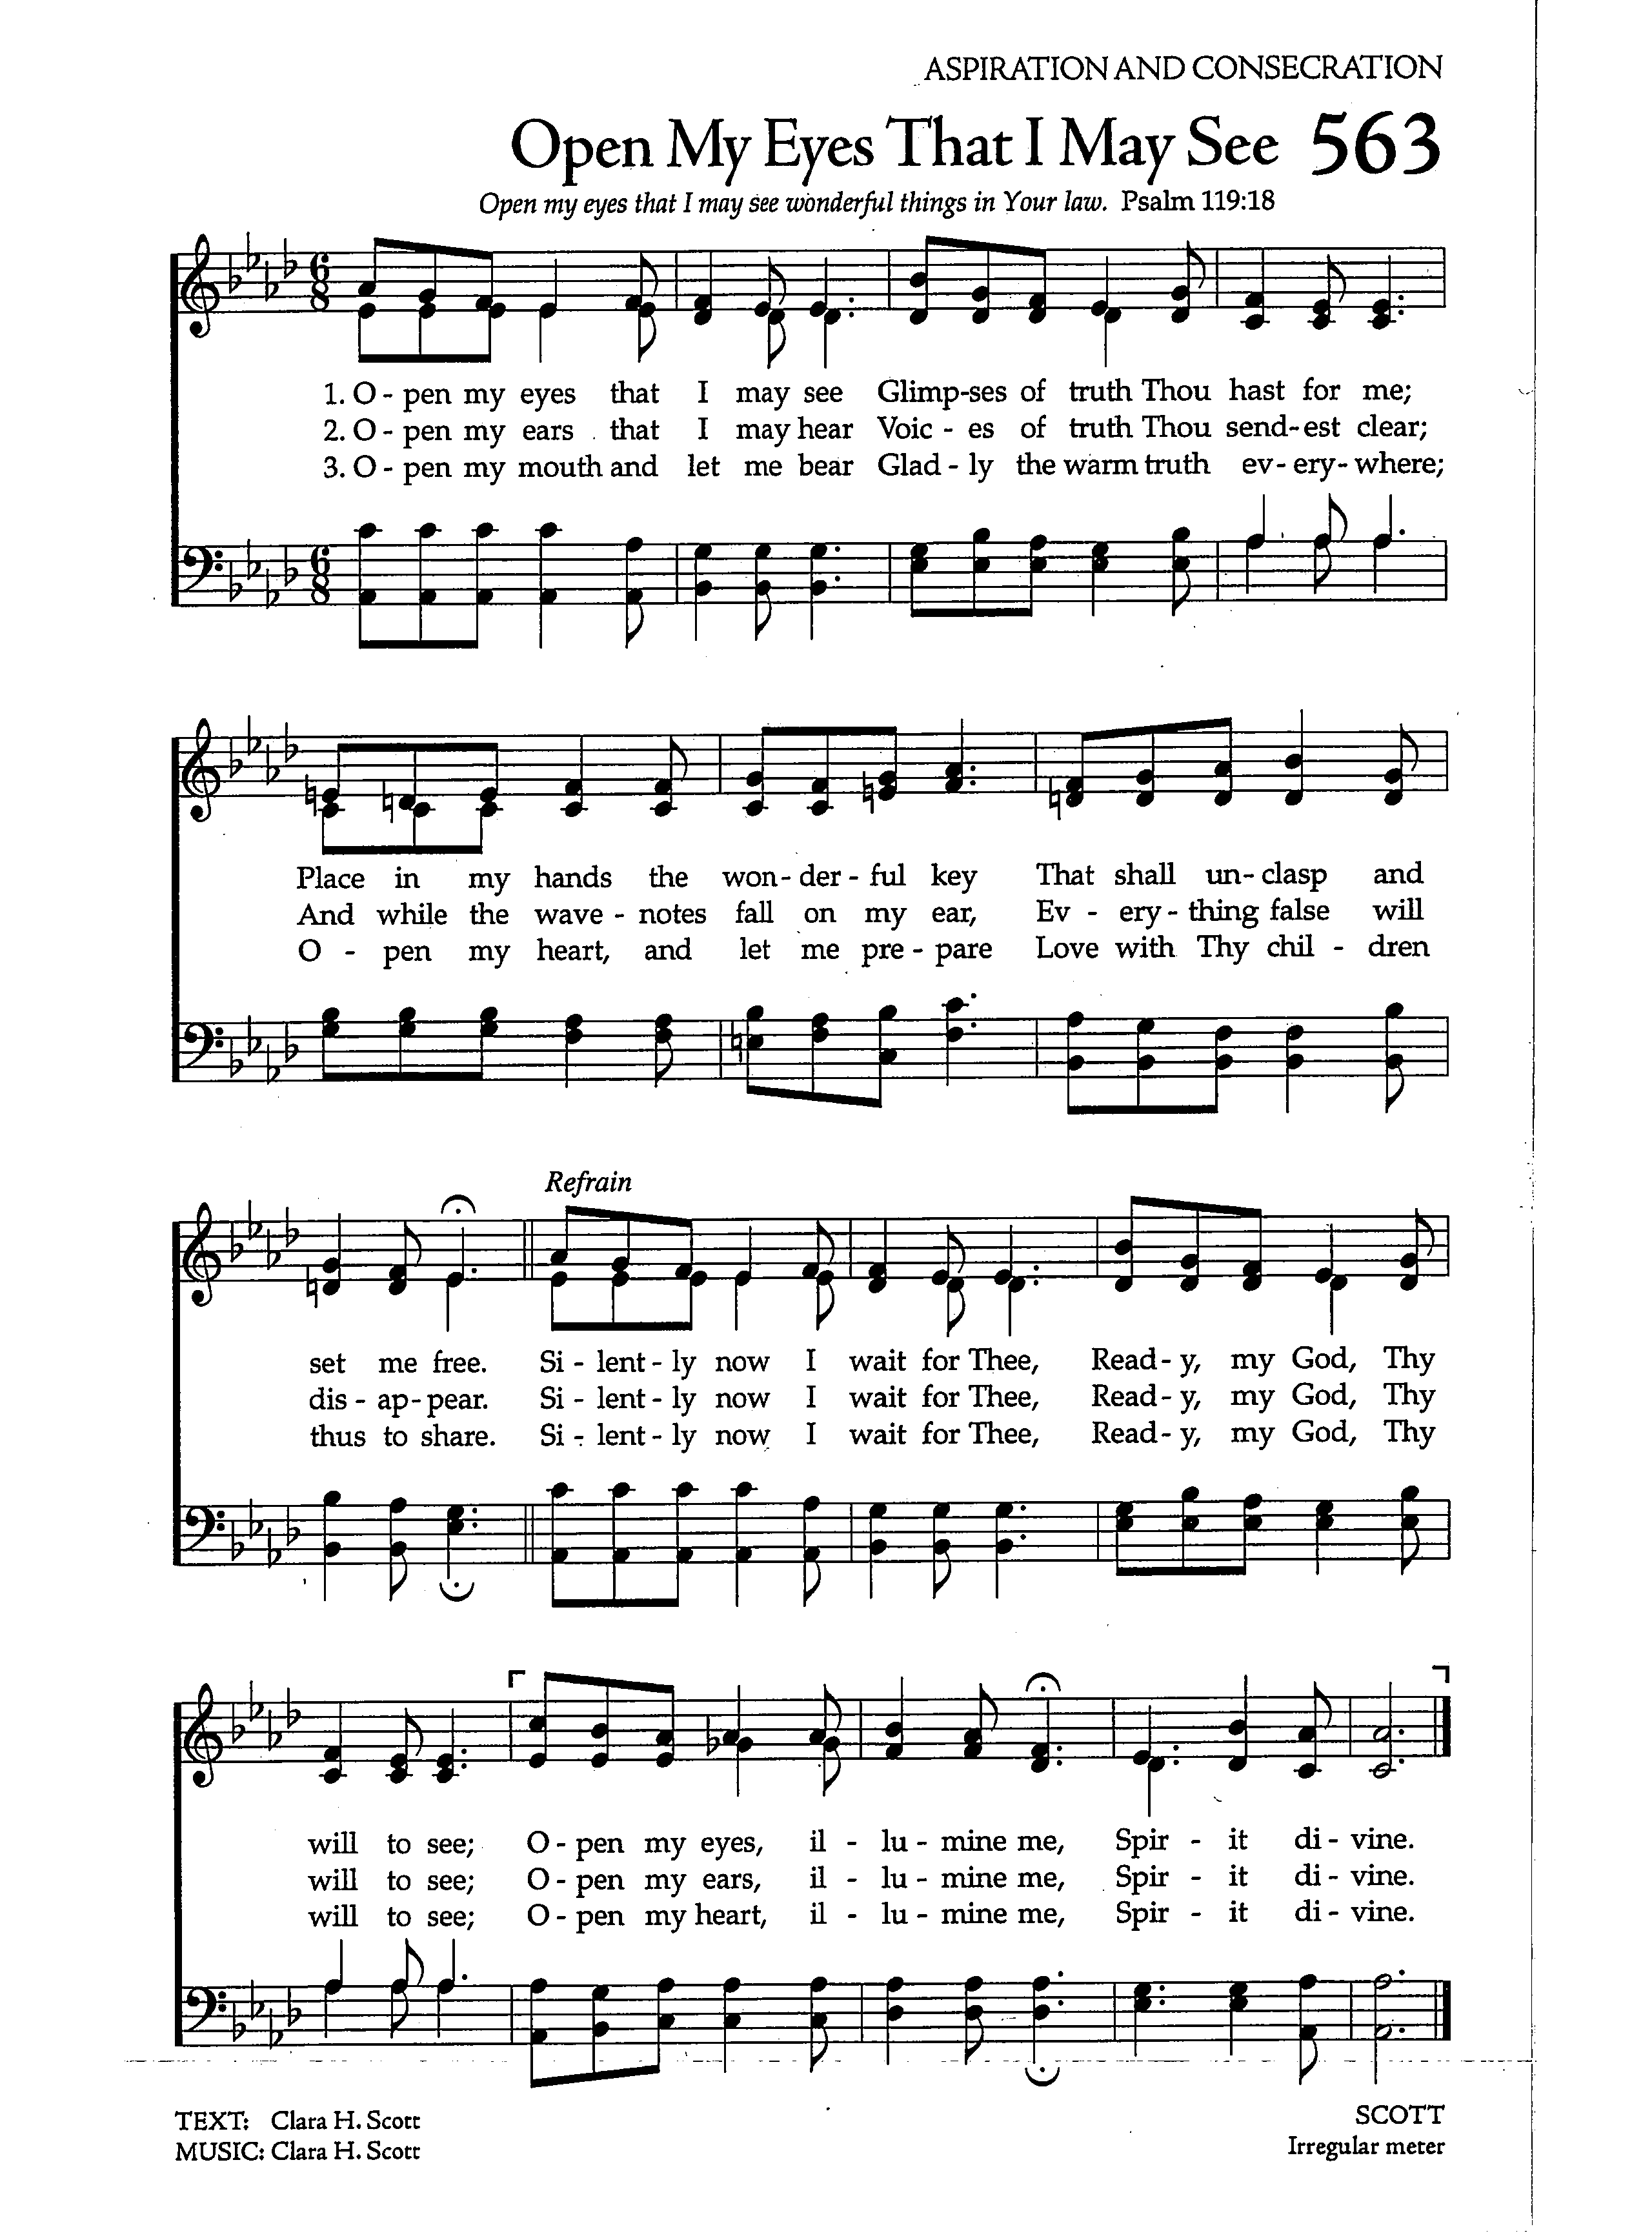 ASPIRATION AND CONSECRATION
Open My Eyes That I May See 563
Open my eyes that I may see wonderful things in Your law. Psalm 119:18
6
8
1. O - pen my eyes that I may see Glimp-ses of truth Thou hast for me;
2. O - pen my ears that I may hear Voic - es of truth Thou send-est clear;
3. O - pen my mouth and let me bear Glad - ly the warm truth ev - ery - where;
6
8
Place in my hands the won - der - ful key That shall un - clasp and
And while the wave - notes fall on my ear, Ev - ery - thing false will
O - pen my heart, and let me pre - pare Love with Thy chil - dren
Refrain
set me free. Si - lent - ly now I wait for Thee, Read - y, my God, Thy
dis - ap - pear. Si - lent - ly now I wait for Thee, Read - y, my God, Thy
thus to share. Si - lent - ly now I wait for Thee, Read - y, my God, Thy
will to see; O - pen my eyes, il - lu - mine me, Spir - it di - vine.
will to see; O - pen my ears, il - lu - mine me, Spir - it di - vine.
will to see; O - pen my heart, il - lu - mine me, Spir - it di - vine.
TEXT: Clara H. Scott
MUSIC: Clara H. Scott
SCOTT
Irregular meter